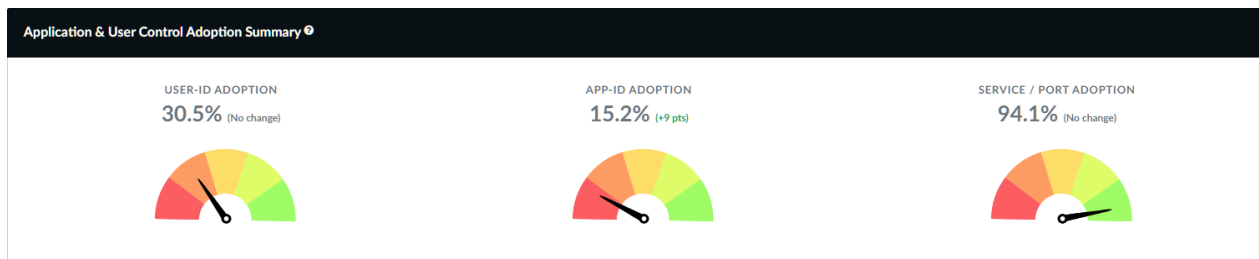 Application & User Control Adoption Summary
USER-ID ADOPTION
30.5% (No change)
APP-ID ADOPTION
15.2% (+9 pts)
SERVICE / PORT ADOPTION
94.1% (No change)